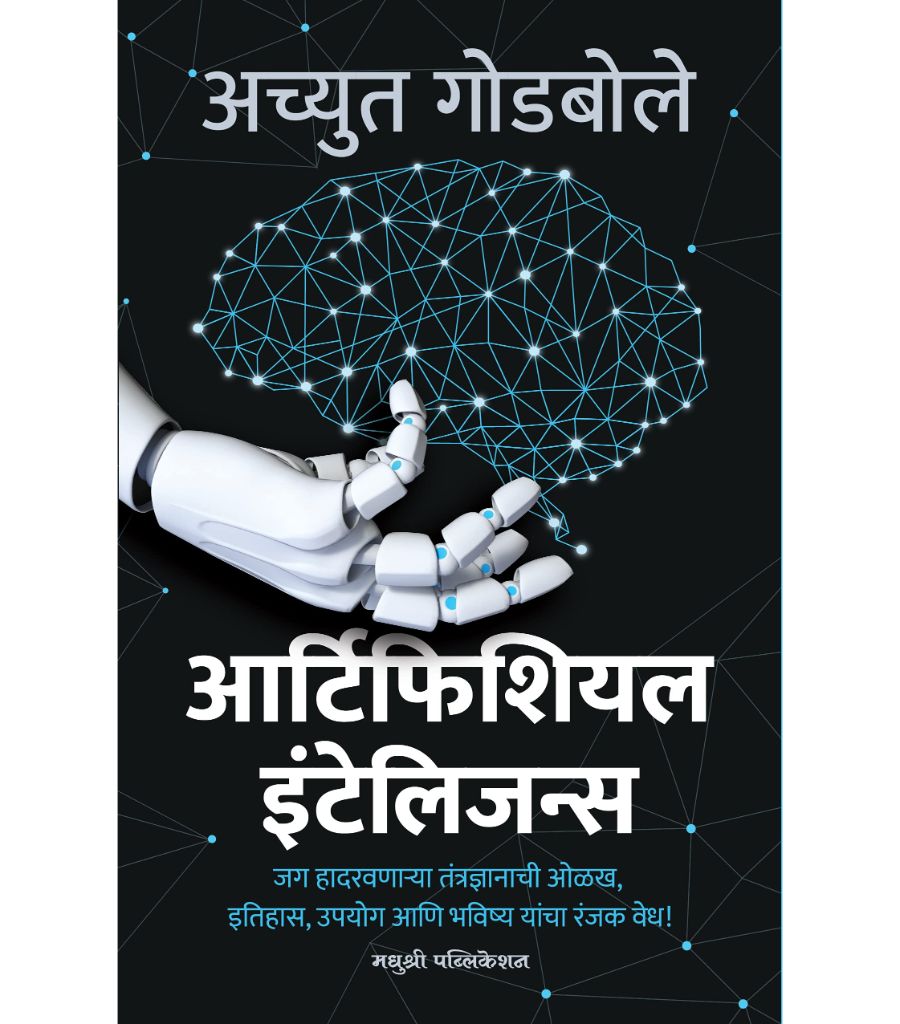 अच्युत गोडबोले
आर्टिफिशियल
इंटेलिजन्स
जग हादरवणाऱ्या तंत्रज्ञानाची ओळख,
इतिहास, उपयोग आणि भविष्य यांचा रंजक वेध!
मधुश्री पब्लिकेशन